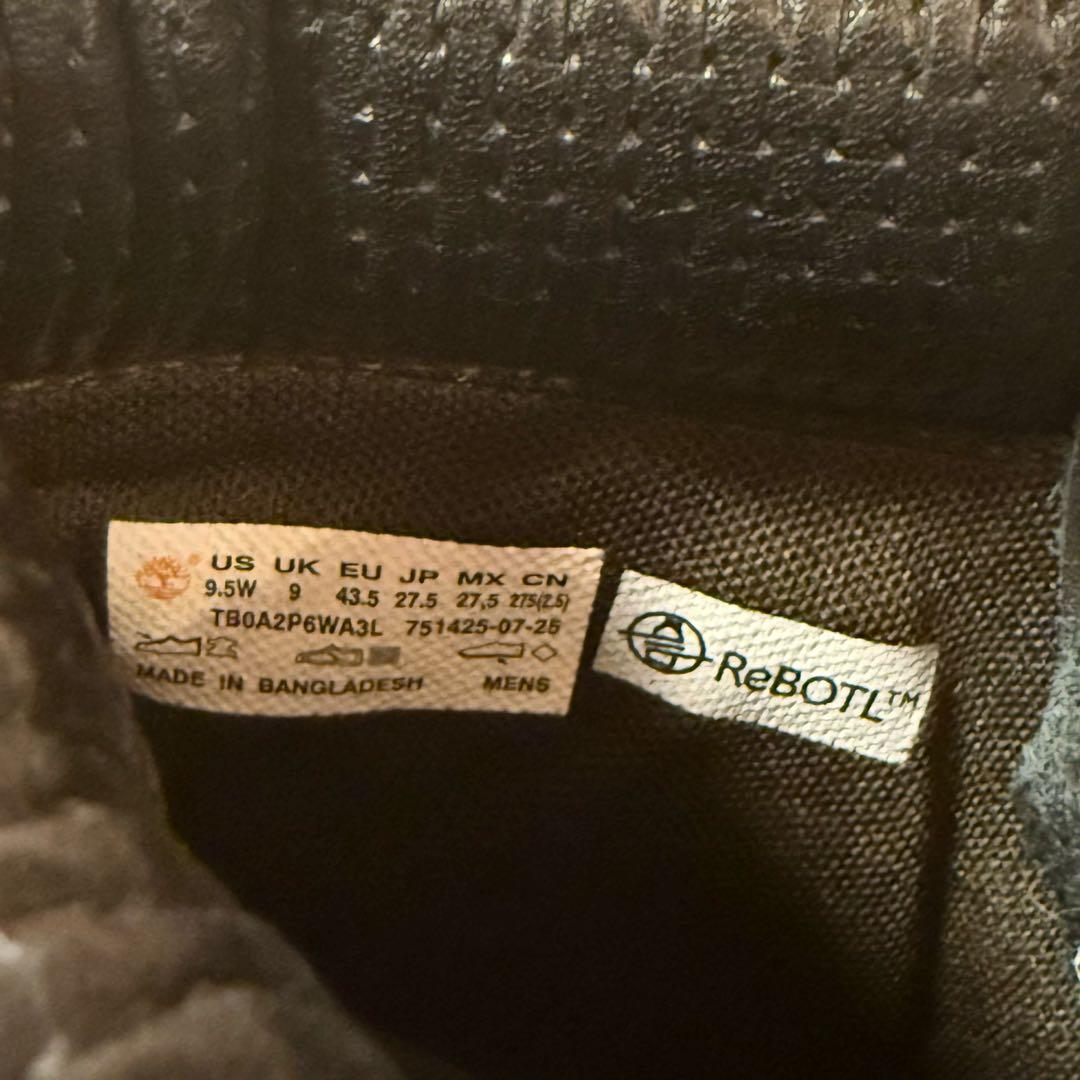 US UK EU JP MX CN
9.5W 9 43.5 27.5 27,5 275(2.5)
TB0A2P6WA3L 751425-07-25
MADE IN BANGLADESH MENS
ReBOTL™